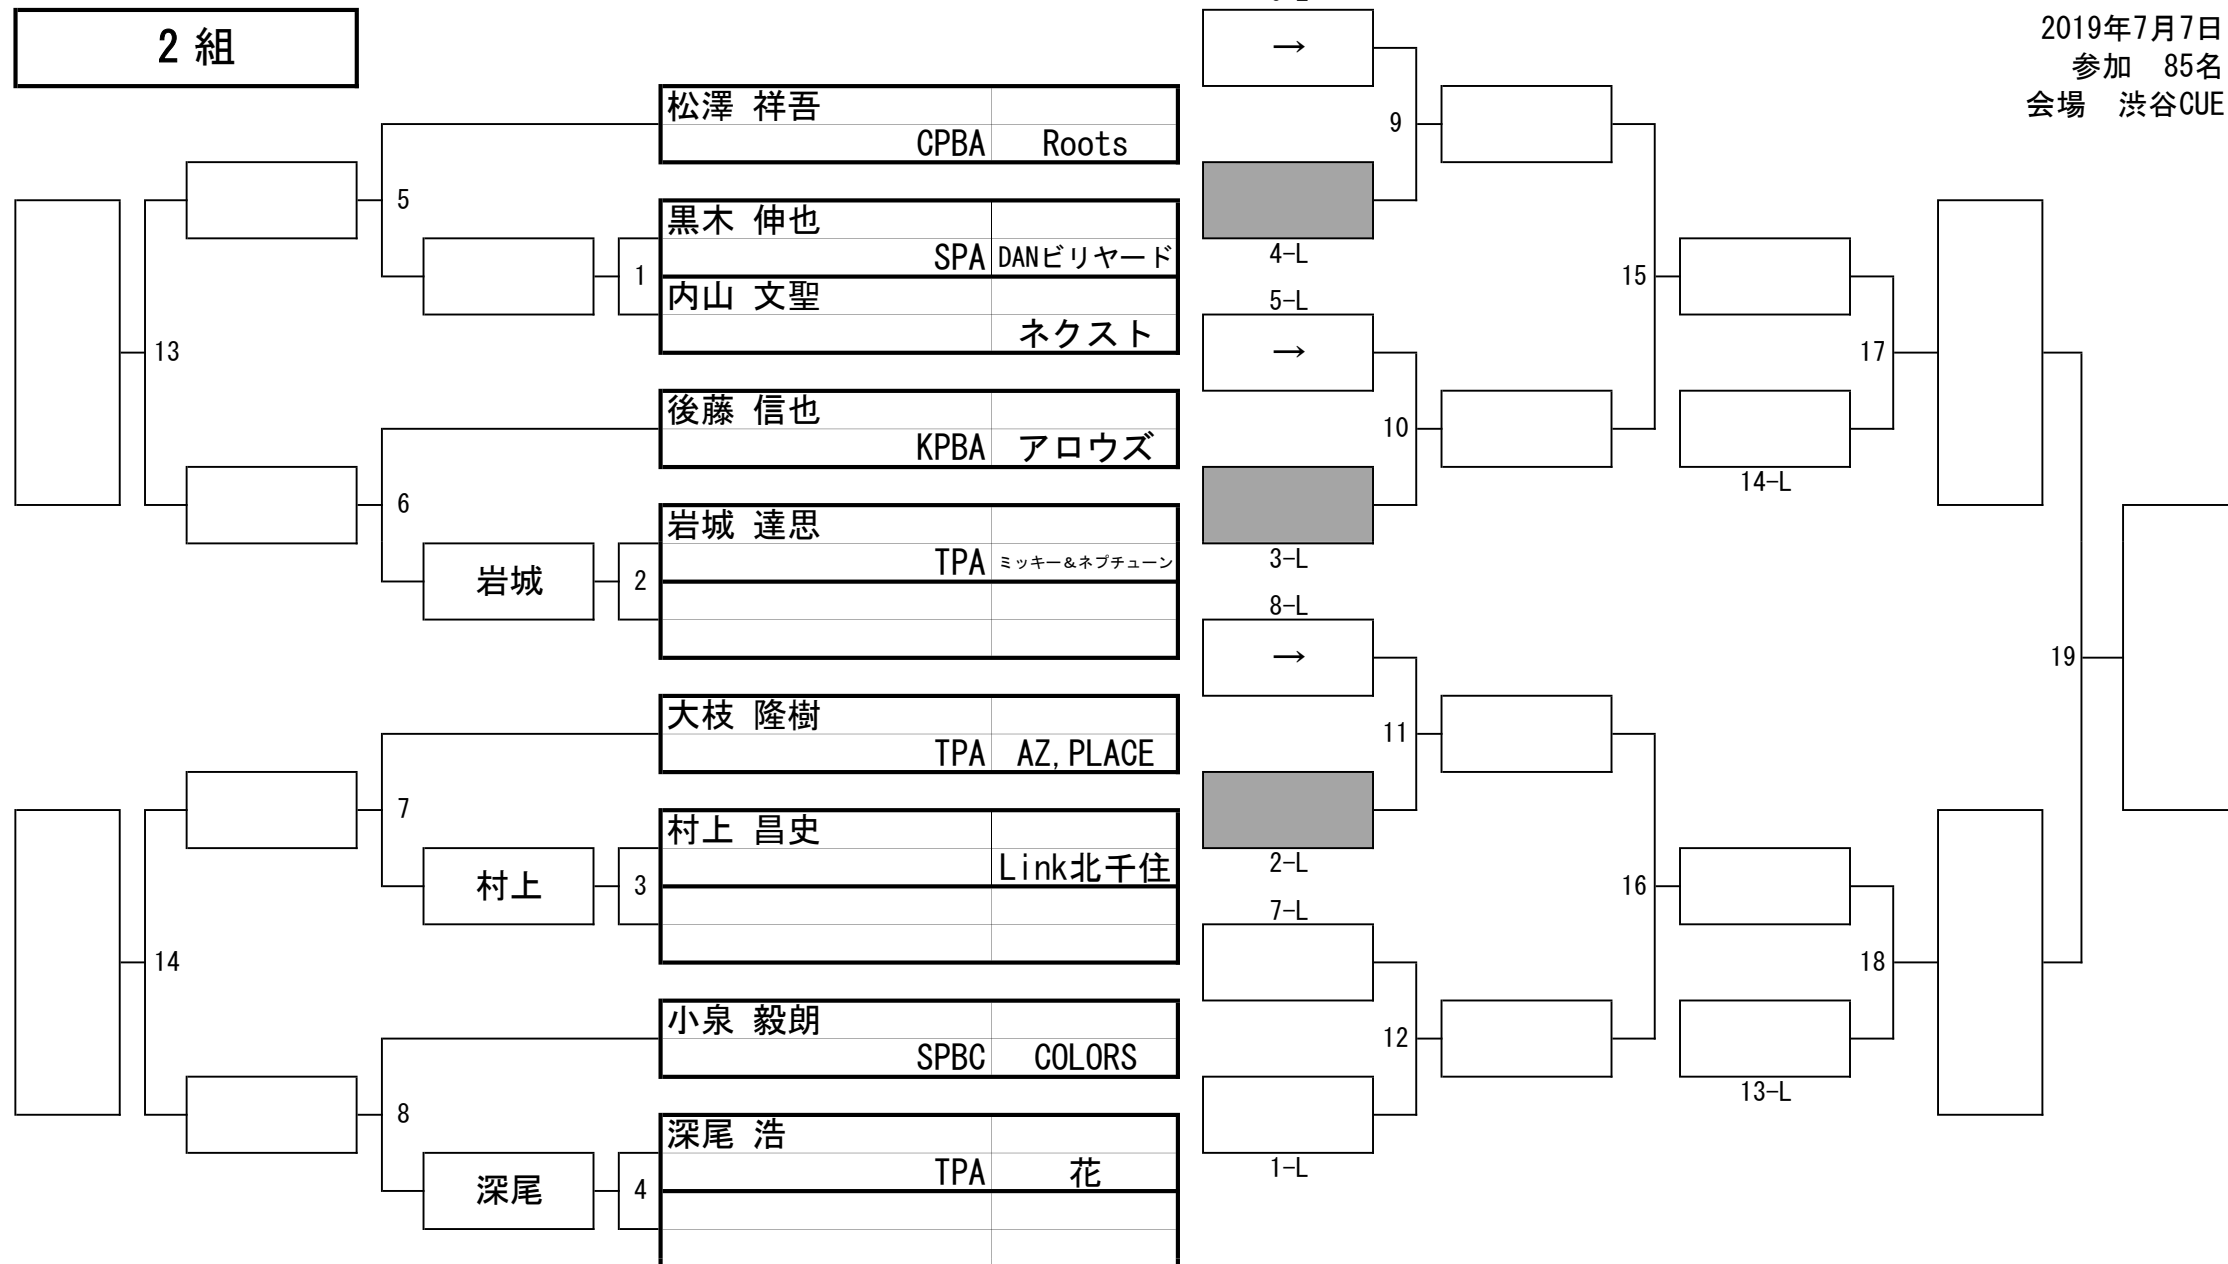 2 組
2019年7月7日
参加　85名
会場　渋谷CUE
→
松澤 祥吾
CPBA Roots
9
5
黒木 伸也
SPA DANビリヤード
4-L
1
15
内山 文聖
5-L
ネクスト
13
→
17
後藤 信也
KPBA アロウズ
10
14-L
6
岩城 達思
TPA ミッキー＆ネプチューン
3-L
岩城
2
8-L
→
19
大枝 隆樹
TPA AZ,PLACE
11
7
村上 昌史
Link北千住
2-L
村上
3
16
7-L
14
18
小泉 毅朗
SPBC COLORS
12
13-L
8
深尾 浩
TPA 花
1-L
深尾
4